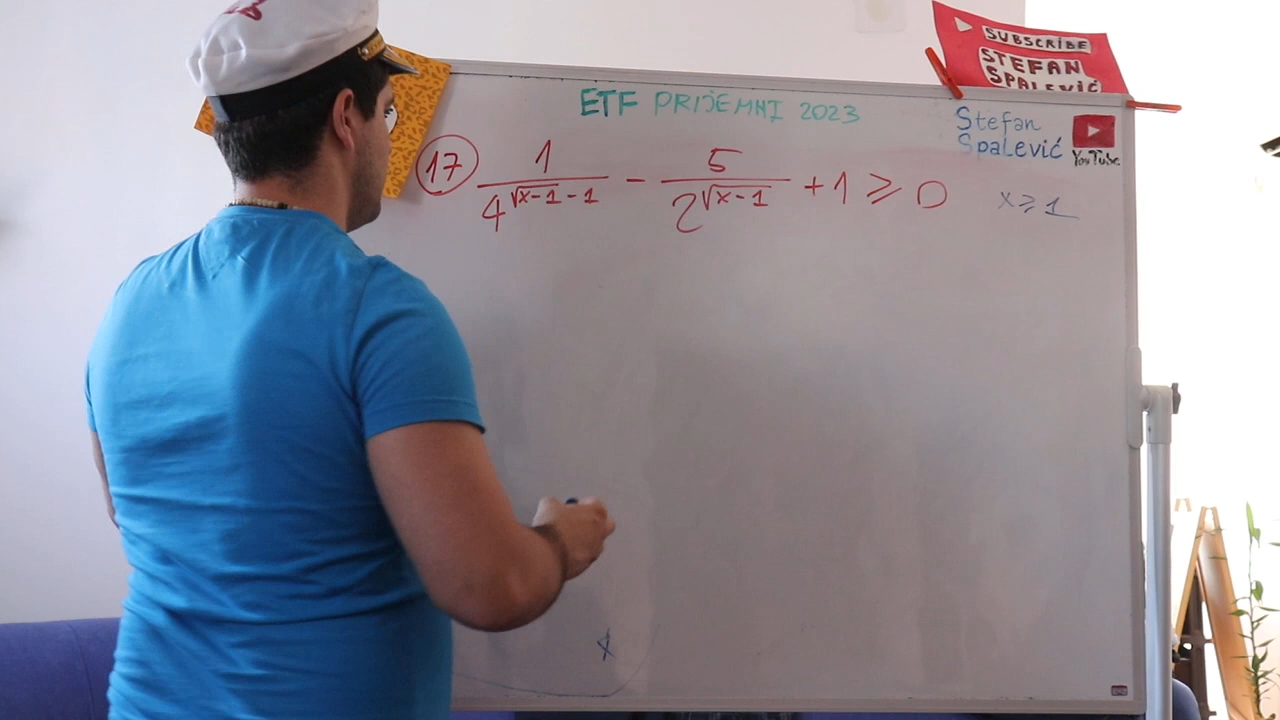 SUBSCRIBE
STEFAN
SPALEVIĆ
ETF PRIJEMNI 2023
Stefan
Spalević
YouTube
17 1/4^(√(x-1) - 1) - 5/2^√(x-1) + 1 ⩾ 0
x ⩾ 1
x